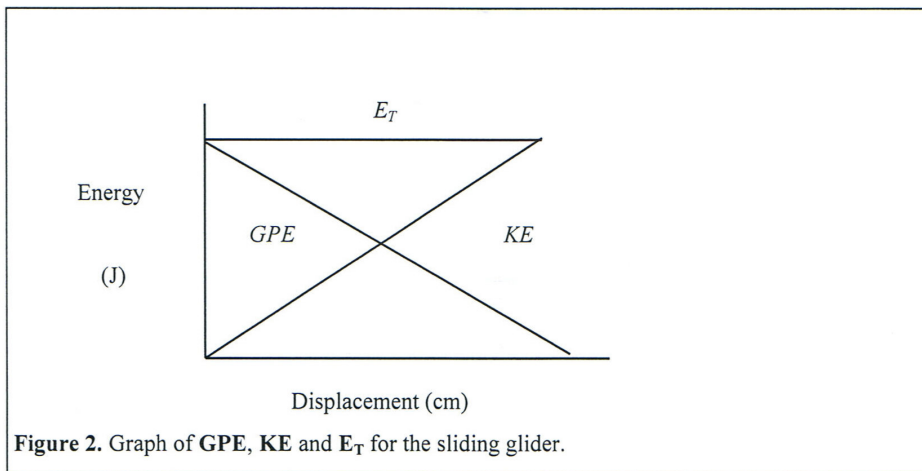 E_T
Energy
GPE
KE
(J)
Displacement (cm)
Figure 2. Graph of GPE, KE and E_T for the sliding glider.